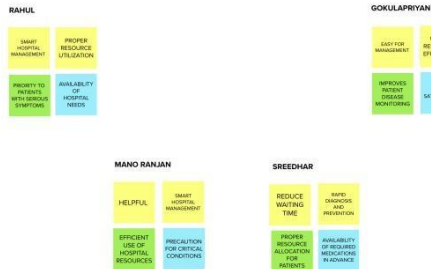 RAHUL
GOKULAPRIYAN
SMART
HOSPITAL
MANAGEMENT
PROPER
RESOURCE
UTILIZATION
EASY FOR
MANAGEMENT
PRIORITY TO
PATIENTS
WITH SERIOUS
SYMPTOMS
AVAILABILITY
OF
HOSPITAL
NEEDS
IMPROVES
PATIENT
DISEASE
MONITORING
MANO RANJAN
SREEDHAR
HELPFUL
SMART
HOSPITAL
MANAGEMENT
REDUCE
WAITING
TIME
RAPID
DIAGNOSIS
AND
PREVENTION
EFFICIENT
USE OF
HOSPITAL
RESOURCES
PRECAUTION
FOR CRITICAL
CONDITIONS
PROPER
RESOURCE
ALLOCATION
FOR
PATIENTS
AVAILABILITY
OF REQUIRED
MEDICATIONS
IN ADVANCE